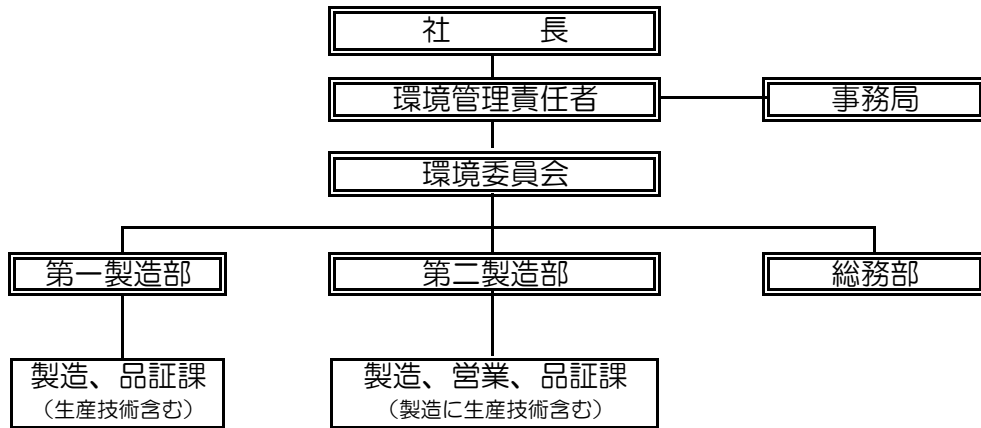 社　　　長
環境管理責任者
事務局
環境委員会
第一製造部
第二製造部
総務部
製造、品証課
（生産技術含む）
製造、営業、品証課
（製造に生産技術含む）